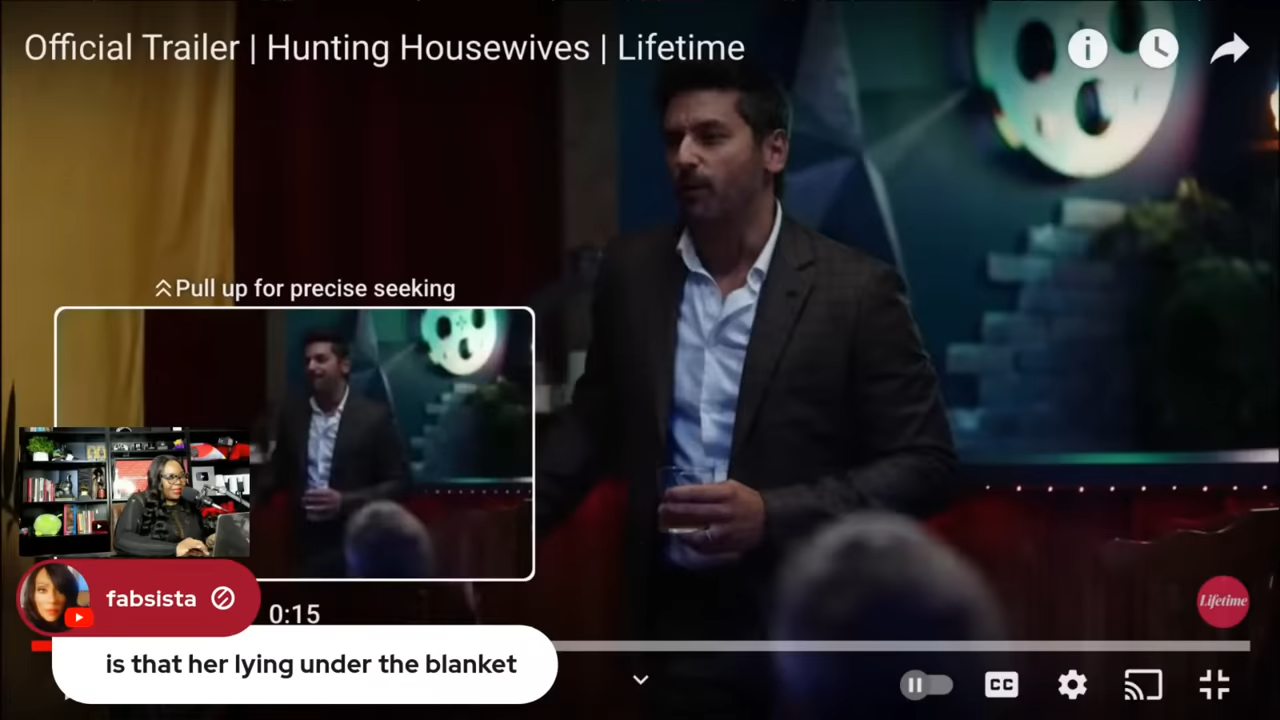 Official Trailer | Hunting Housewives | Lifetime
Pull up for precise seeking
fabsista
0:15
Lifetime
is that her lying under the blanket
CC